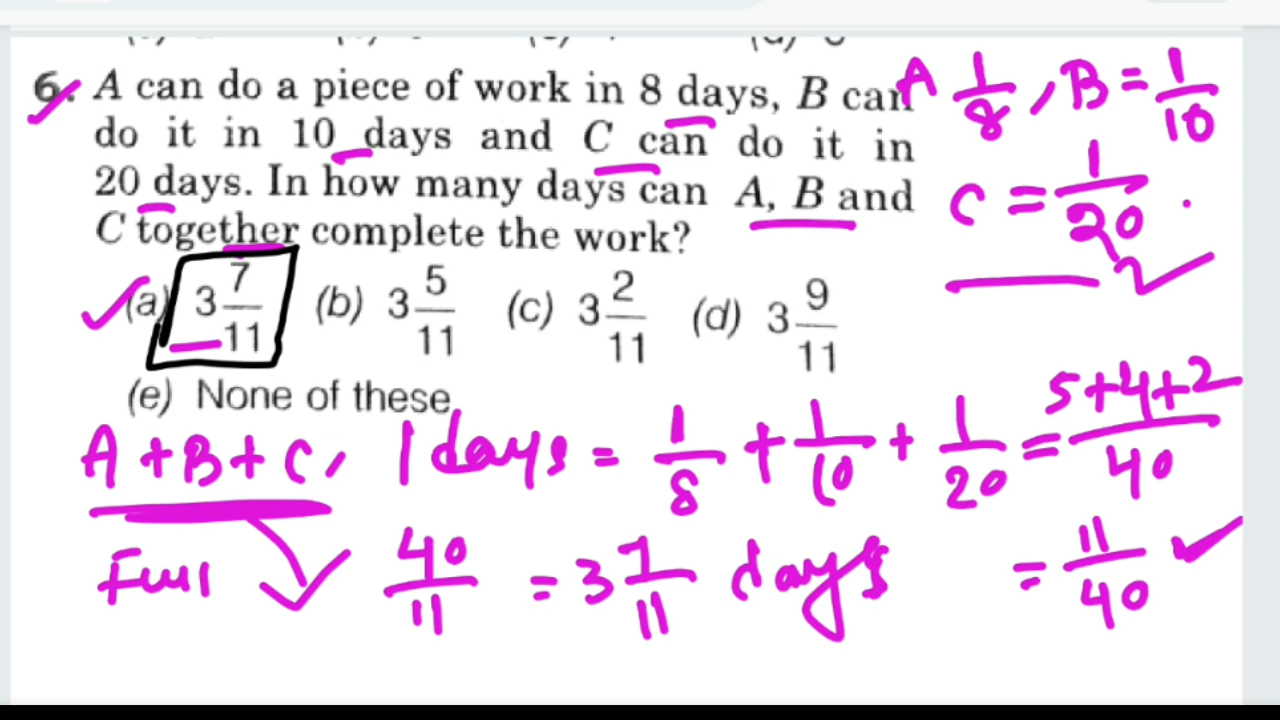 6. A can do a piece of work in 8 days, B can
do it in 10 days and C can do it in
20 days. In how many days can A, B and
C together complete the work?
(a) 3 7/11 (b) 3 5/11 (c) 3 2/11 (d) 3 9/11
(e) None of these
A 1/8, B = 1/10
C = 1/20
A + B + C, 1 days = 1/8 + 1/10 + 1/20 = 5+4+2/40
= 11/40
Full 40/11 = 3 7/11 days